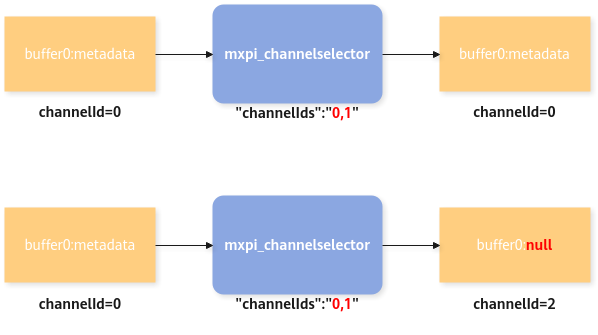 buffer0:metadata
mxpi_channelselector
buffer0:metadata
channelId=0
"channelIds":"0,1"
channelId=0
buffer0:metadata
mxpi_channelselector
buffer0:null
channelId=0
"channelIds":"0,1"
channelId=2